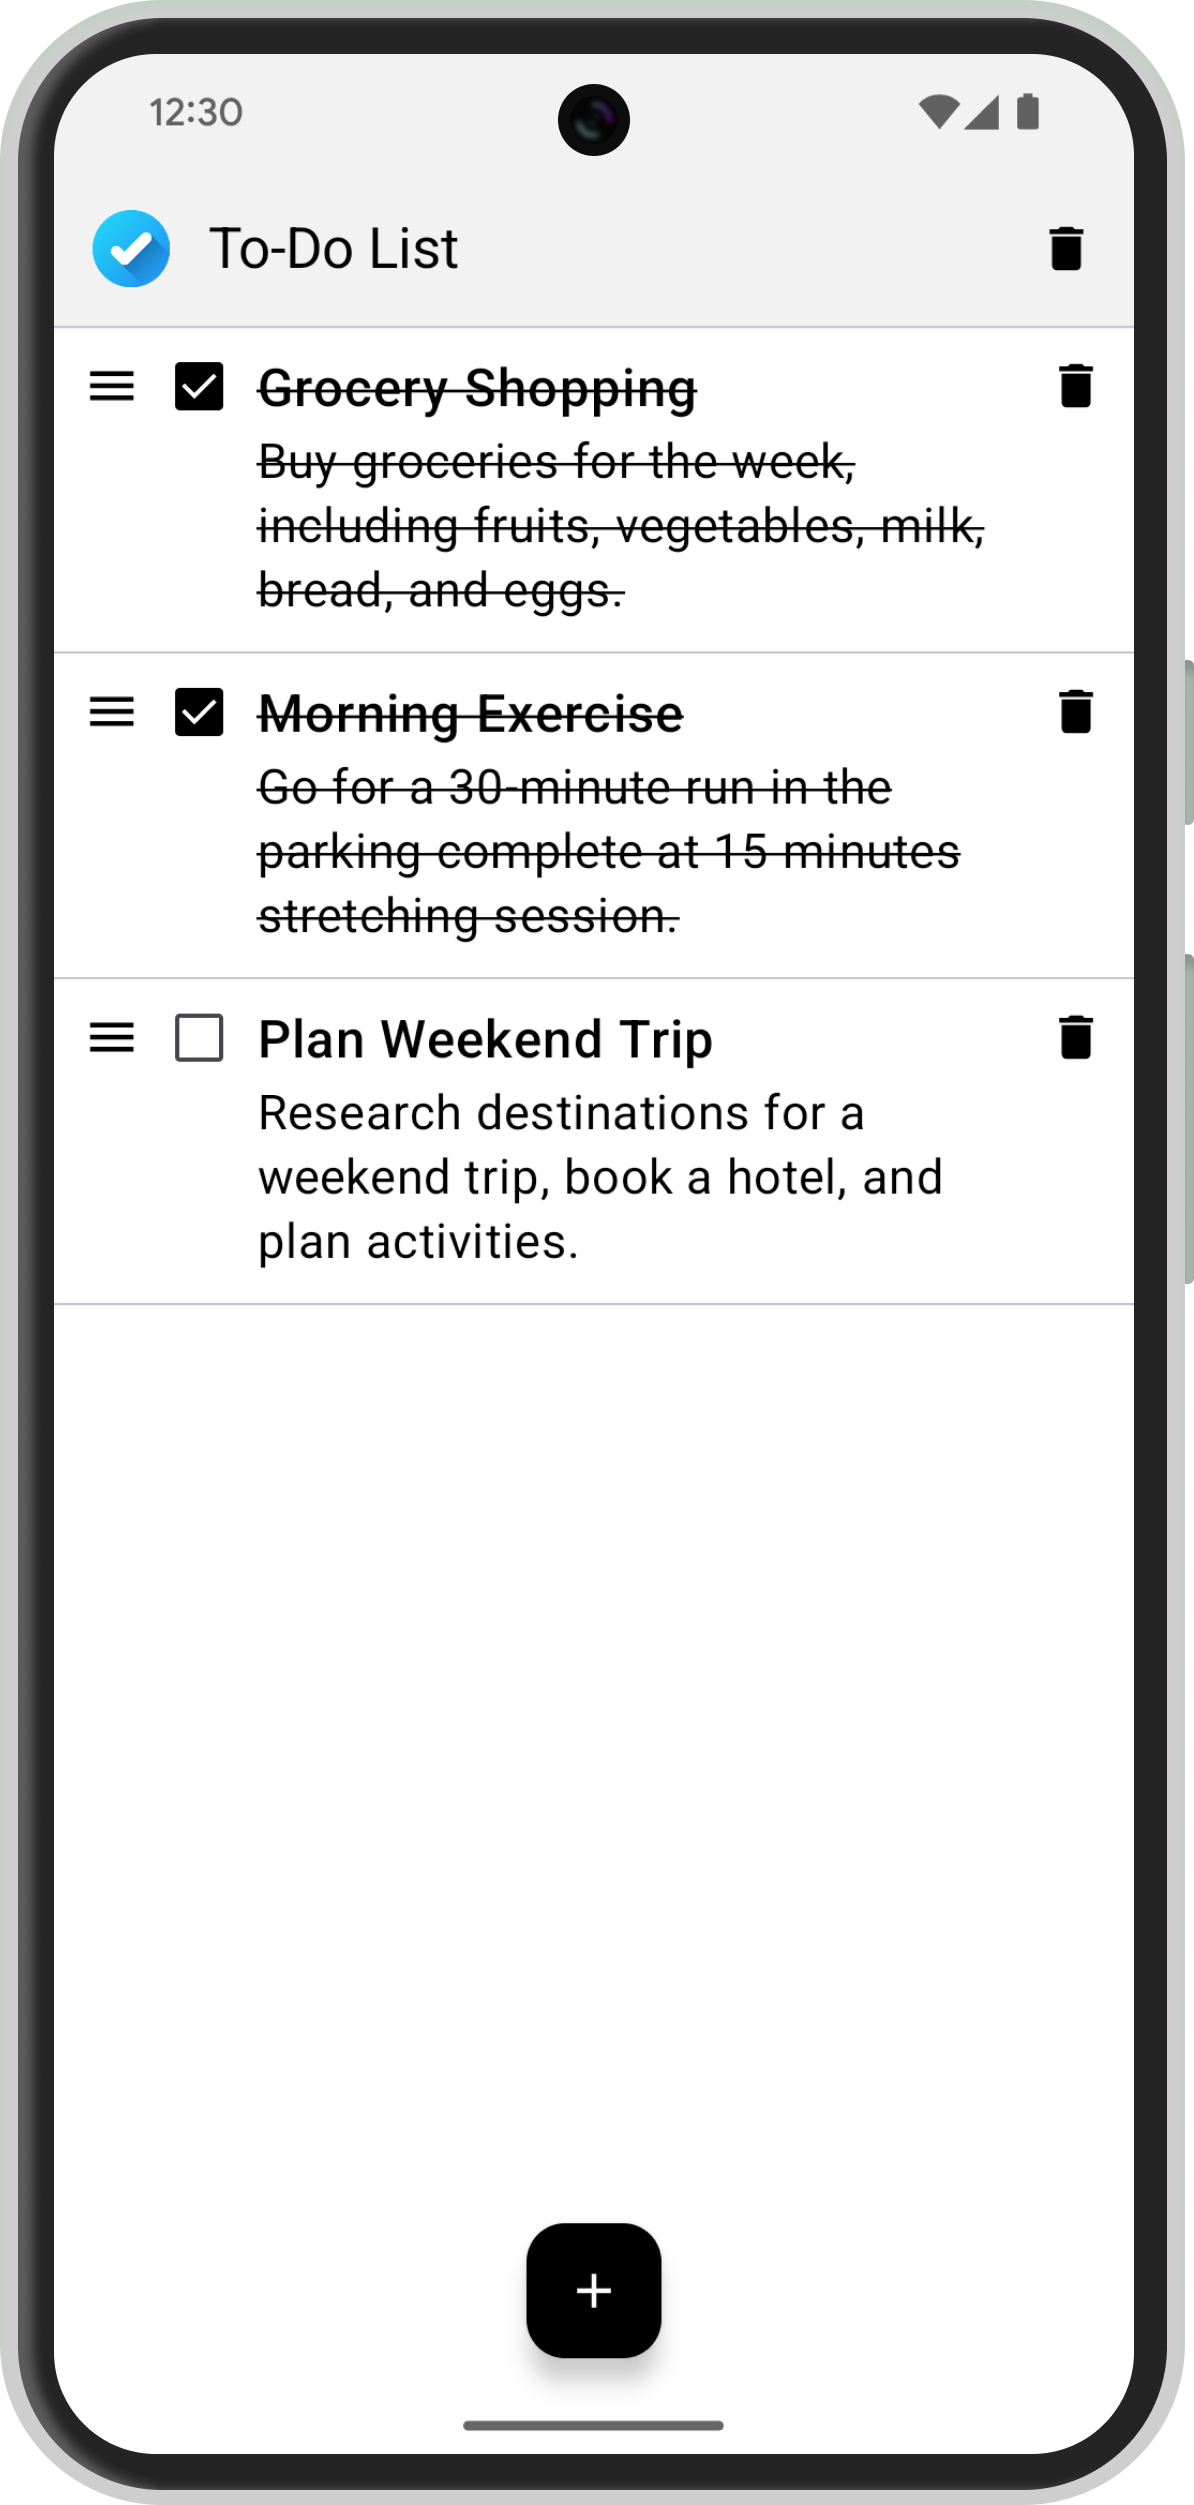 12:30
To-Do List
Grocery Shopping
Buy groceries for the week,
including fruits, vegetables, milk,
bread, and eggs.
Morning Exercise
Go for a 30-minute run in the
parking complete at 15 minutes
stretching session.
Plan Weekend Trip
Research destinations for a
weekend trip, book a hotel, and
plan activities.